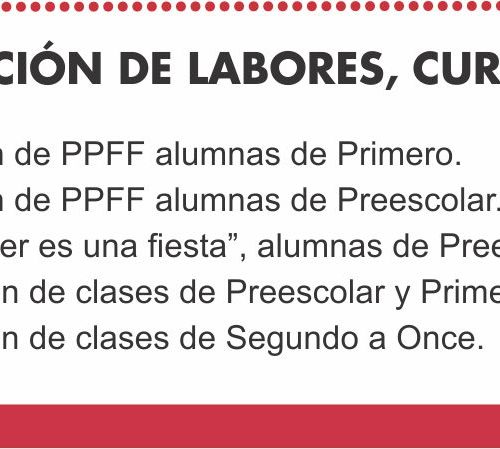 CIÓN DE LABORES, CUR
n de PPFF alumnas de Primero.
n de PPFF alumnas de Preescolar.
er es una fiesta”, alumnas de Pree
n de clases de Preescolar y Prime
n de clases de Segundo a Once.